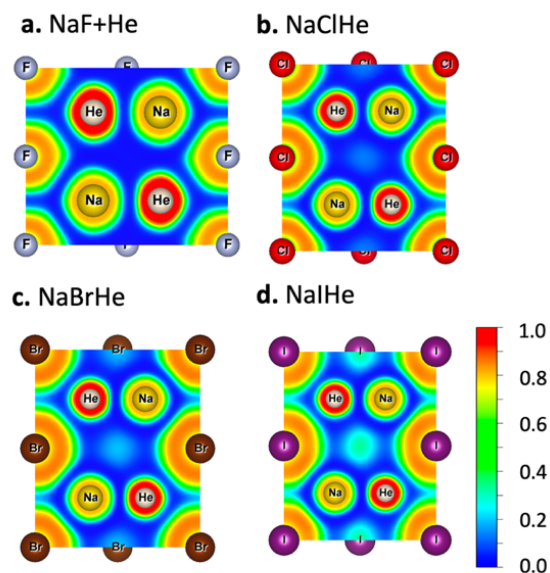 a. NaF+He
F F F
He Na
F F
Na He
F F F
b. NaClHe
Cl Cl Cl
He Na
Cl Cl
Na He
Cl Cl Cl
c. NaBrHe
Br Br Br
He Na
Br Br
Na He
Br Br Br
d. NaIHe
I I I
He Na
I I
Na He
I I I
1.0
0.8
0.6
0.4
0.2
0.0